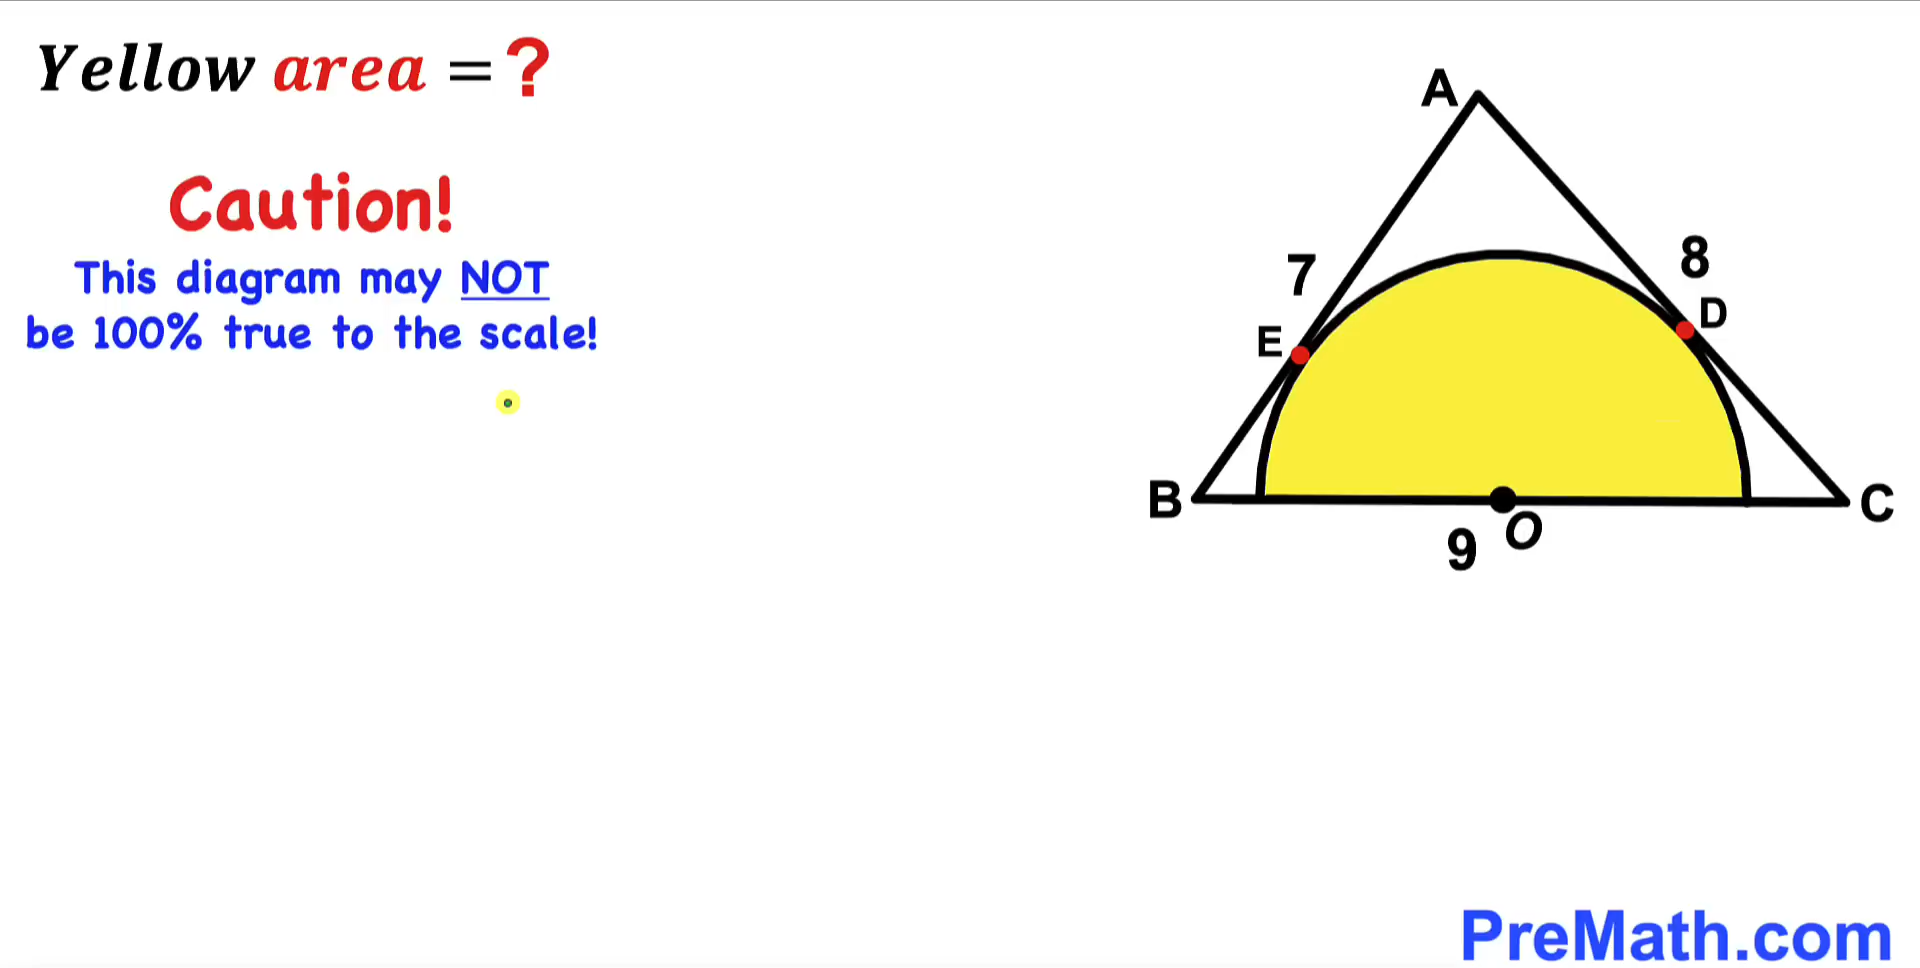 Yellow area = ?
Caution!
This diagram may NOT
be 100% true to the scale!
A
8
7
D
E
B
C
O
9
PreMath.com